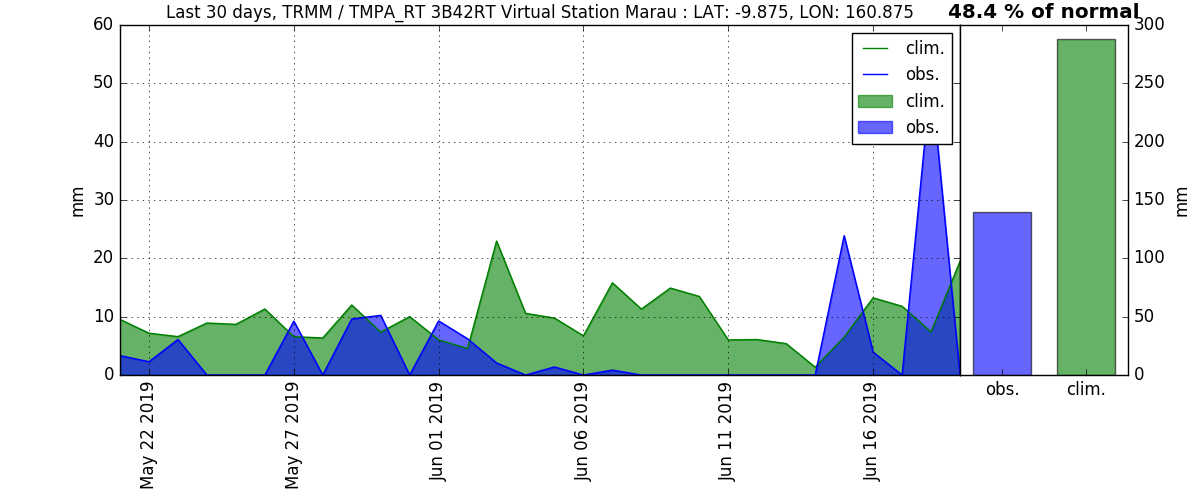 Last 30 days, TRMM / TMPA_RT 3B42RT Virtual Station Marau : LAT: -9.875, LON: 160.875
48.4 % of normal
60
50
40
30
20
10
0
mm
clim.
obs.
clim.
obs.
May 22 2019
May 27 2019
Jun 01 2019
Jun 06 2019
Jun 11 2019
Jun 16 2019
300
250
200
150
100
50
0
mm
obs.
clim.